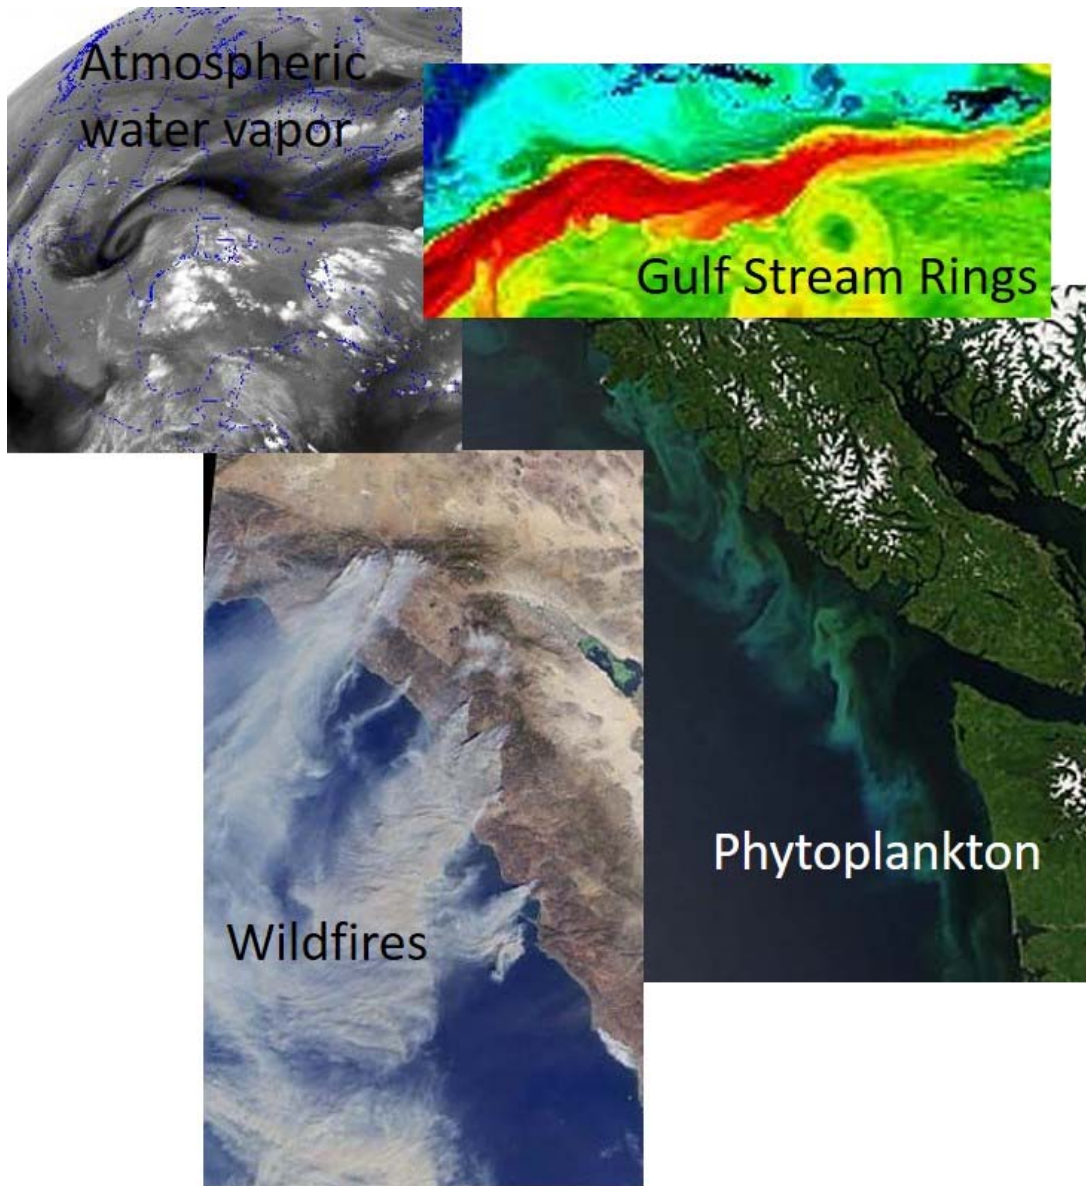 Atmospheric
water vapor
Gulf Stream Rings
Phytoplankton
Wildfires